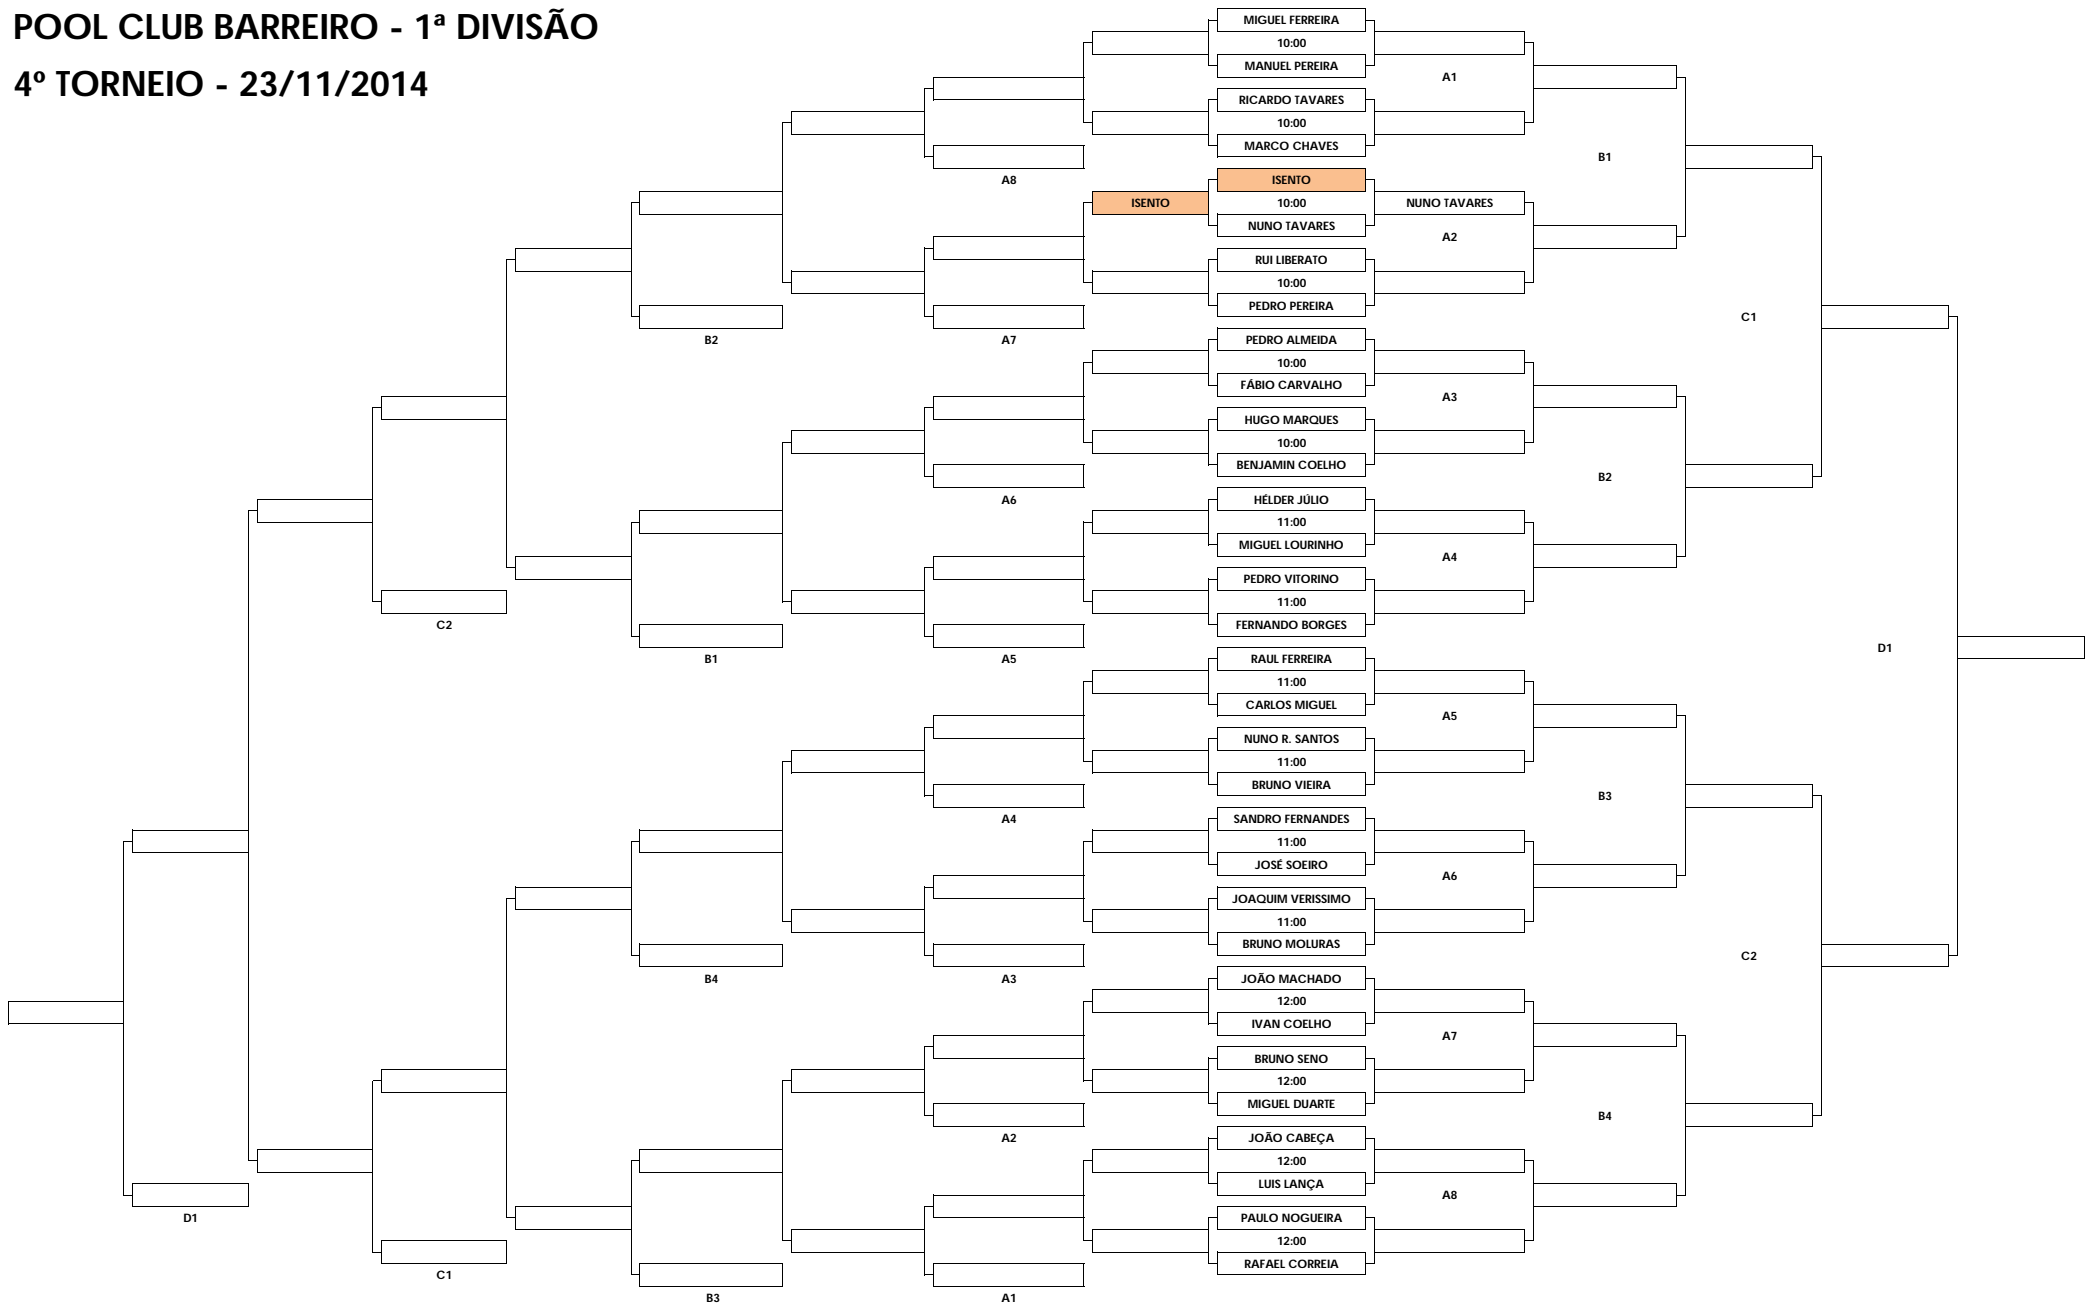 POOL CLUB BARREIRO - 1ª DIVISÃO
4º TORNEIO - 23/11/2014
MIGUEL FERREIRA
10:00
MANUEL PEREIRA
A1
RICARDO TAVARES
10:00
MARCO CHAVES
B1
A8
ISENTO
ISENTO
10:00
NUNO TAVARES
NUNO TAVARES
A2
RUI LIBERATO
10:00
PEDRO PEREIRA
C1
B2
A7
PEDRO ALMEIDA
10:00
FÁBIO CARVALHO
A3
HUGO MARQUES
10:00
BENJAMIN COELHO
B2
A6
HÉLDER JÚLIO
11:00
MIGUEL LOURINHO
A4
PEDRO VITORINO
11:00
FERNANDO BORGES
C2
B1
A5
D1
RAUL FERREIRA
11:00
CARLOS MIGUEL
A5
NUNO R. SANTOS
11:00
BRUNO VIEIRA
B3
A4
SANDRO FERNANDES
11:00
JOSÉ SOEIRO
A6
JOAQUIM VERISSIMO
11:00
BRUNO MOLURAS
C2
B4
A3
JOÃO MACHADO
12:00
IVAN COELHO
A7
BRUNO SENO
12:00
MIGUEL DUARTE
B4
A2
JOÃO CABEÇA
12:00
LUIS LANÇA
A8
D1
PAULO NOGUEIRA
12:00
RAFAEL CORREIA
C1
B3
A1